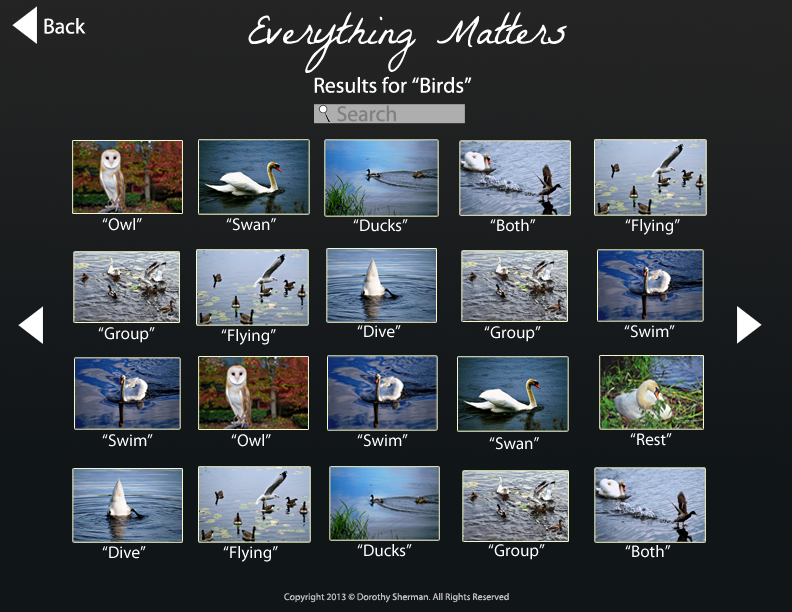 Back
Everything Matters
Results for “Birds”
Search
“Owl” “Swan” “Ducks” “Both” “Flying”
“Group” “Flying” “Dive” “Group” “Swim”
“Swim” “Owl” “Swim” “Swan” “Rest”
“Dive” “Flying” “Ducks” “Group” “Both”
Copyright 2013 © Dorothy Sherman. All Rights Reserved